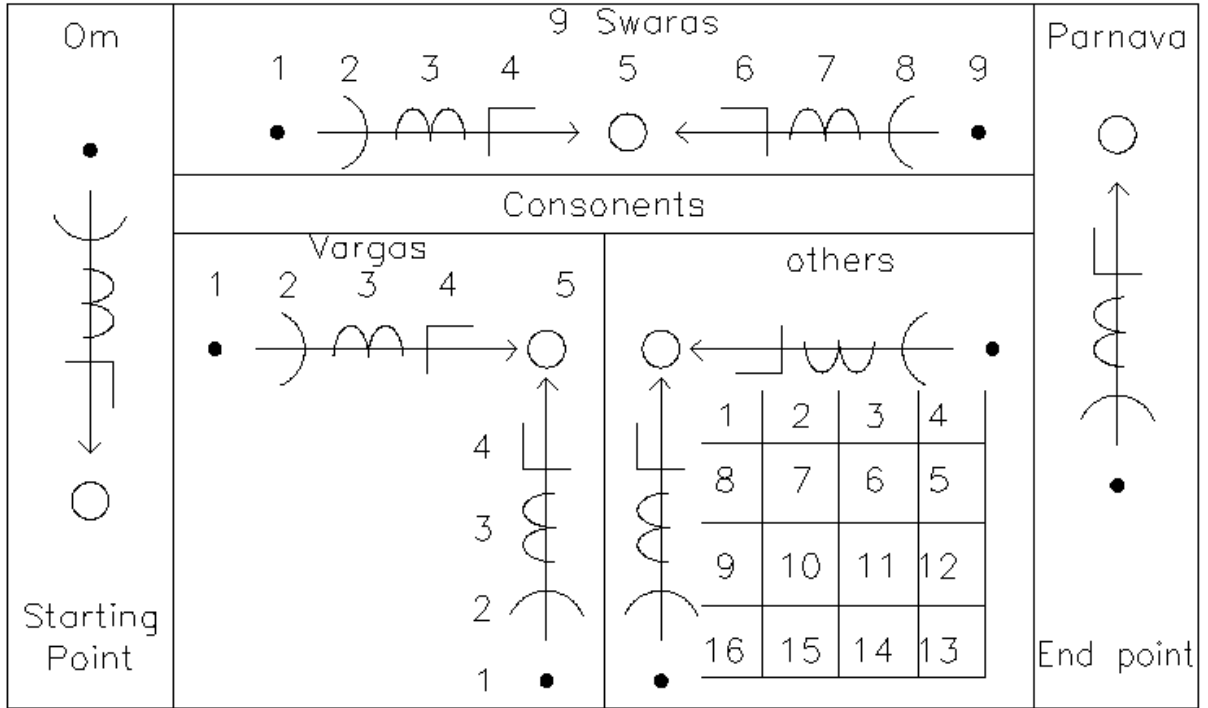 Om
Starting
Point
9 Swaras
1 2 3 4 5 6 7 8 9
Consonents
Vargas
1 2 3 4 5
4
3
2
1
others
1 2 3 4
8 7 6 5
9 10 11 12
16 15 14 13
Parnava
End point